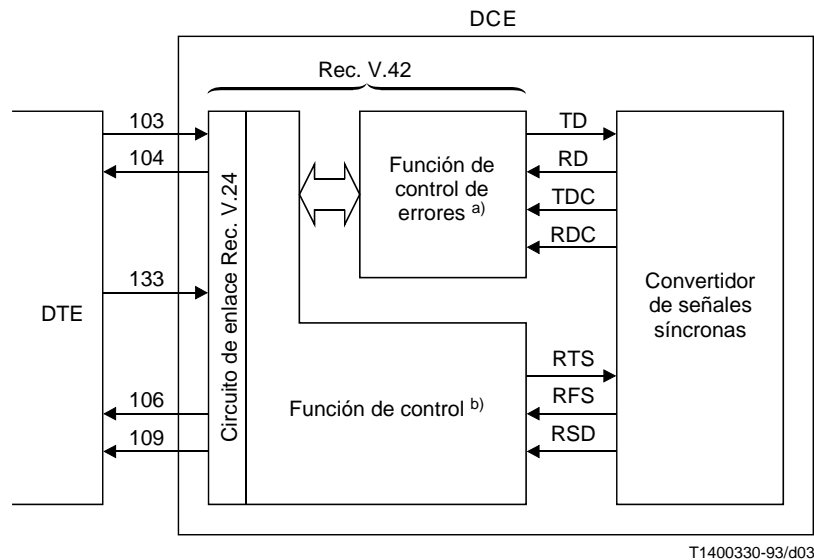 DCE
Rec. V.42
103
104
133
106
109
DTE
Circuito de enlace Rec. V.24
Función de
control de
errores a)
Función de control b)
TD
RD
TDC
RDC
RTS
RFS
RSD
Convertidor
de señales
síncronas
T1400330-93/d03